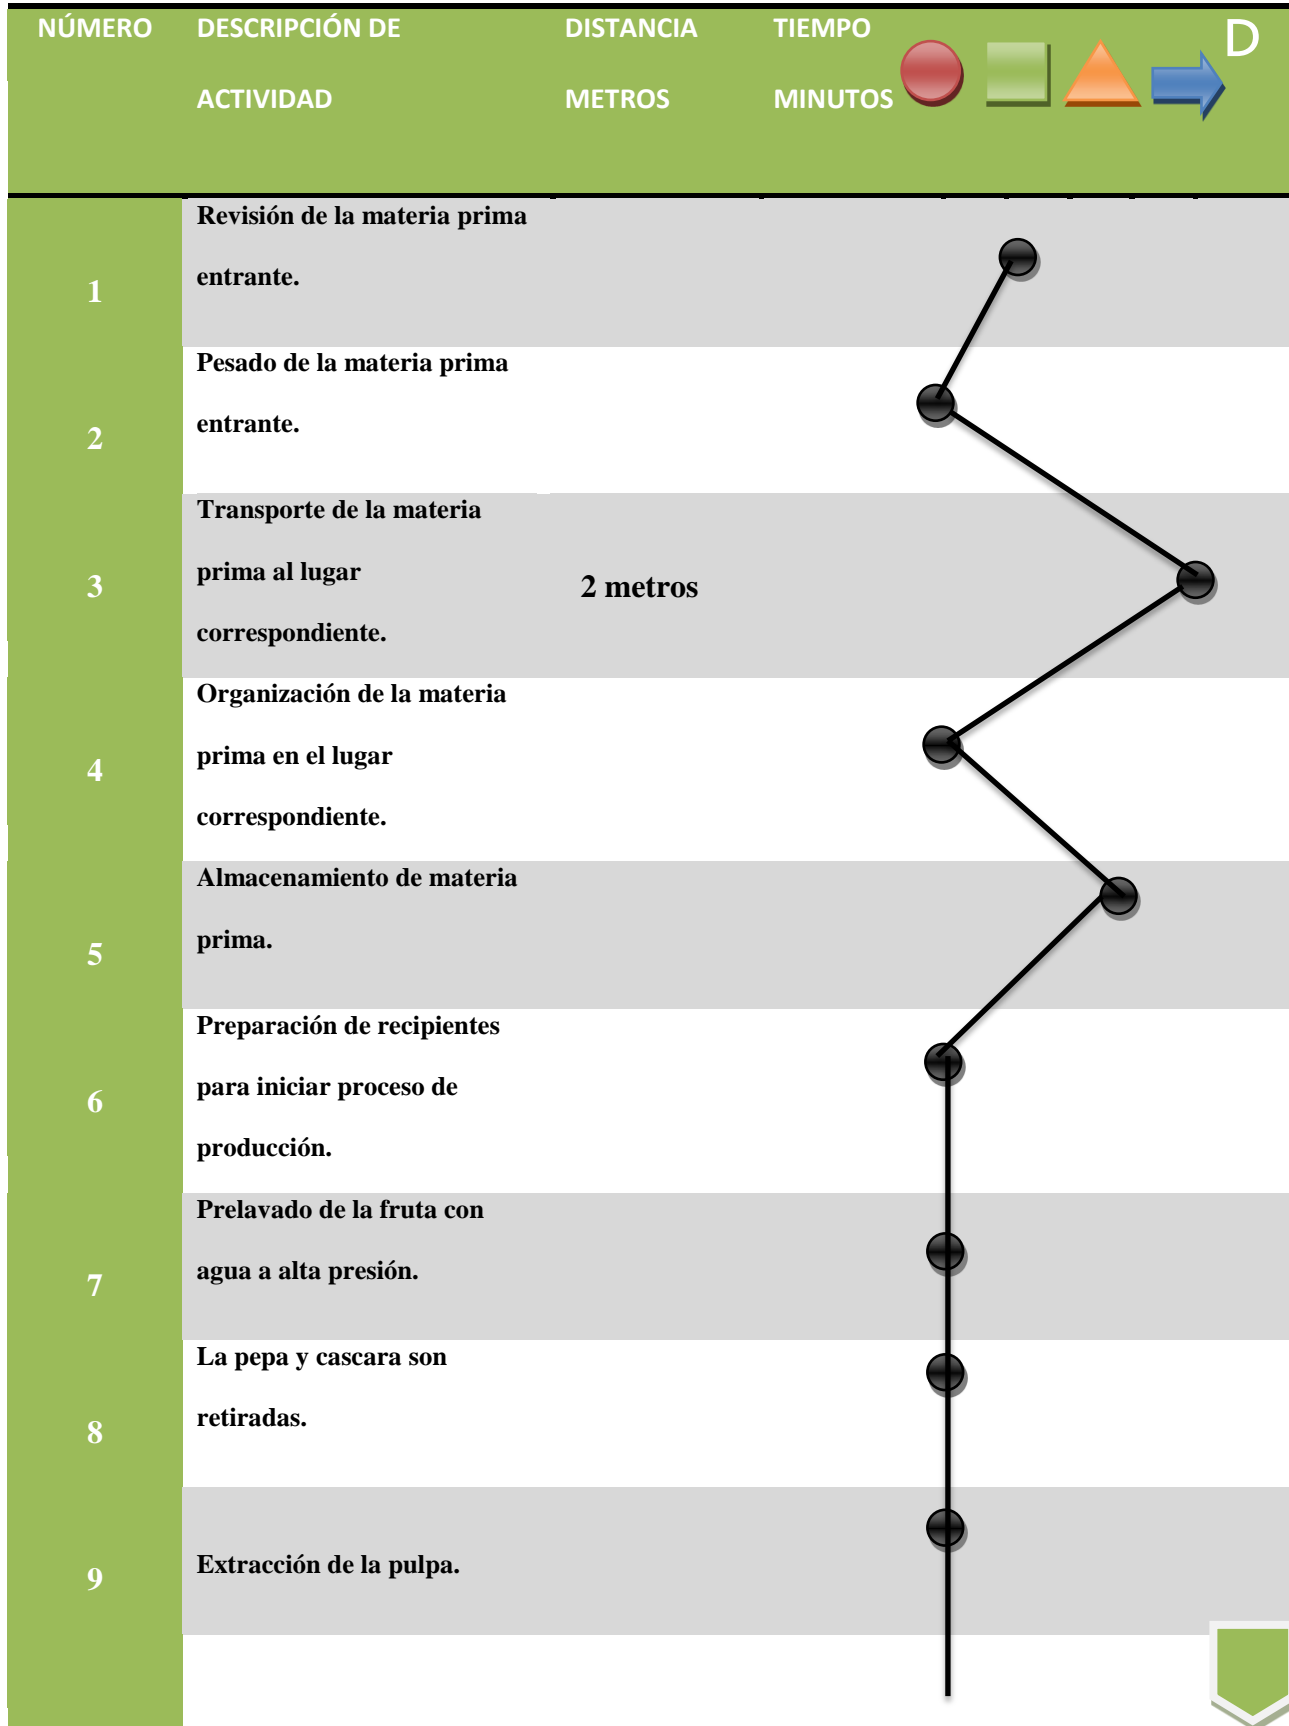 NÚMERO DESCRIPCIÓN DE DISTANCIA TIEMPO D
ACTIVIDAD METROS MINUTOS
Revisión de la materia prima
entrante.
1
Pesado de la materia prima
entrante.
2
Transporte de la materia
prima al lugar
3 2 metros
correspondiente.
Organización de la materia
prima en el lugar
4
correspondiente.
Almacenamiento de materia
prima.
5
Preparación de recipientes
para iniciar proceso de
6
producción.
Prelavado de la fruta con
agua a alta presión.
7
La pepa y cascara son
retiradas.
8
Extracción de la pulpa.
9